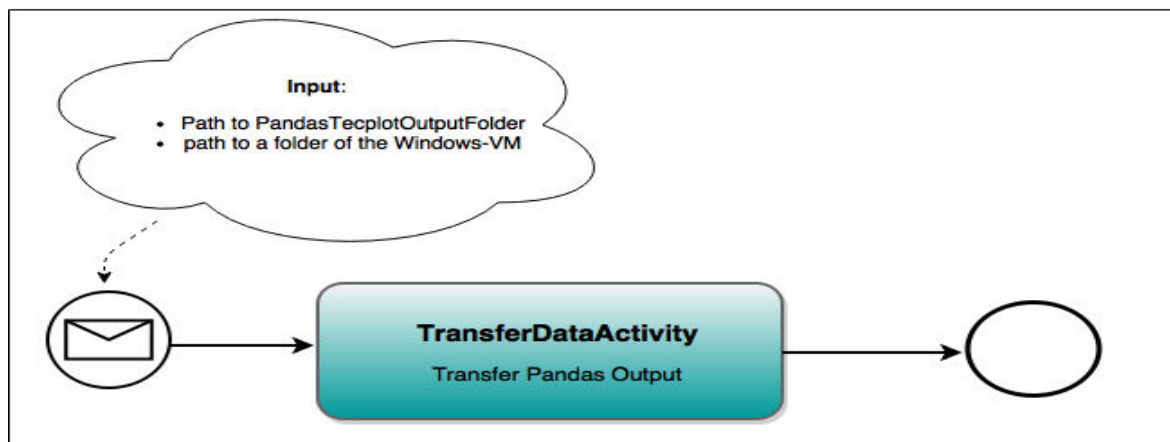 Input:
• Path to PandasTecplotOutputFolder
• path to a folder of the Windows-VM
TransferDataActivity
Transfer Pandas Output